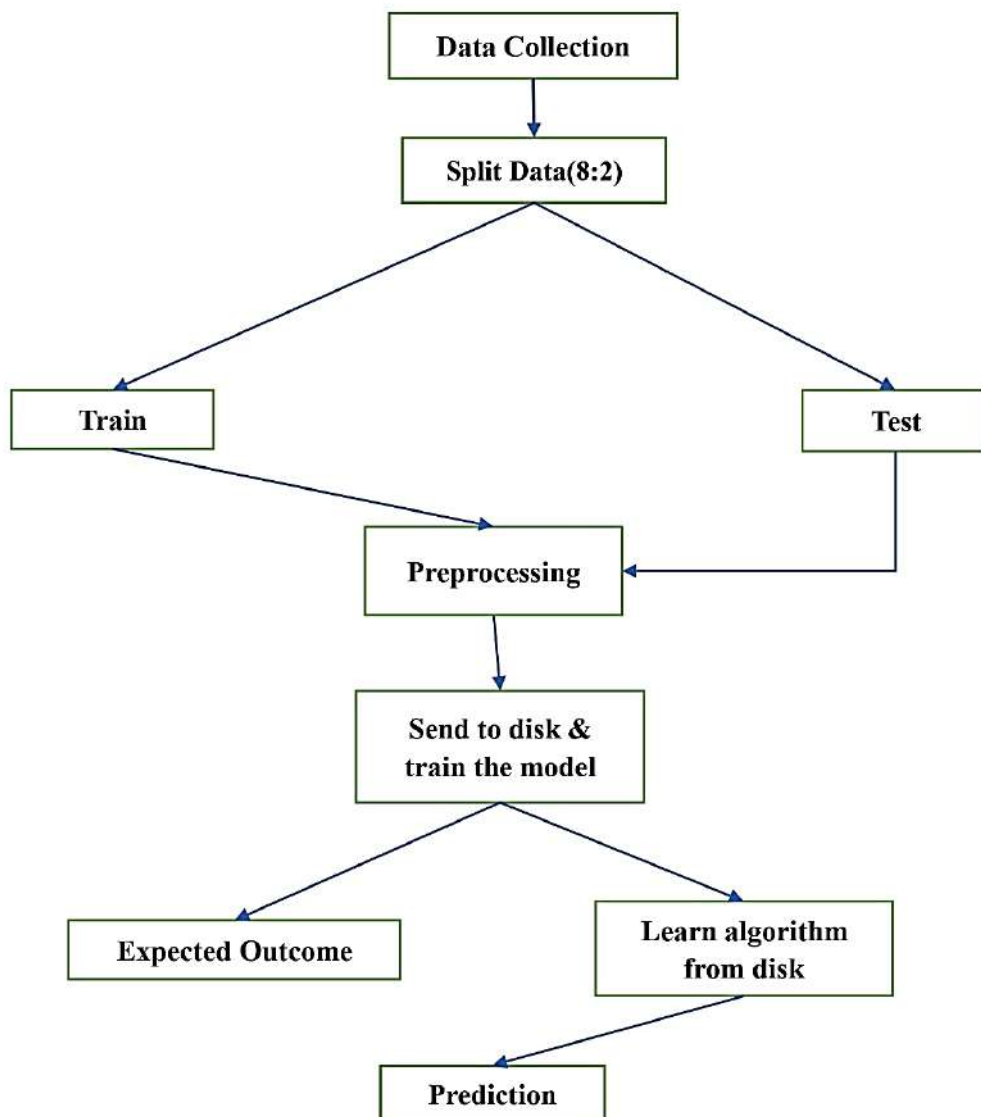 Data Collection
Split Data(8:2)
Train
Test
Preprocessing
Send to disk &
train the model
Expected Outcome
Learn algorithm
from disk
Prediction